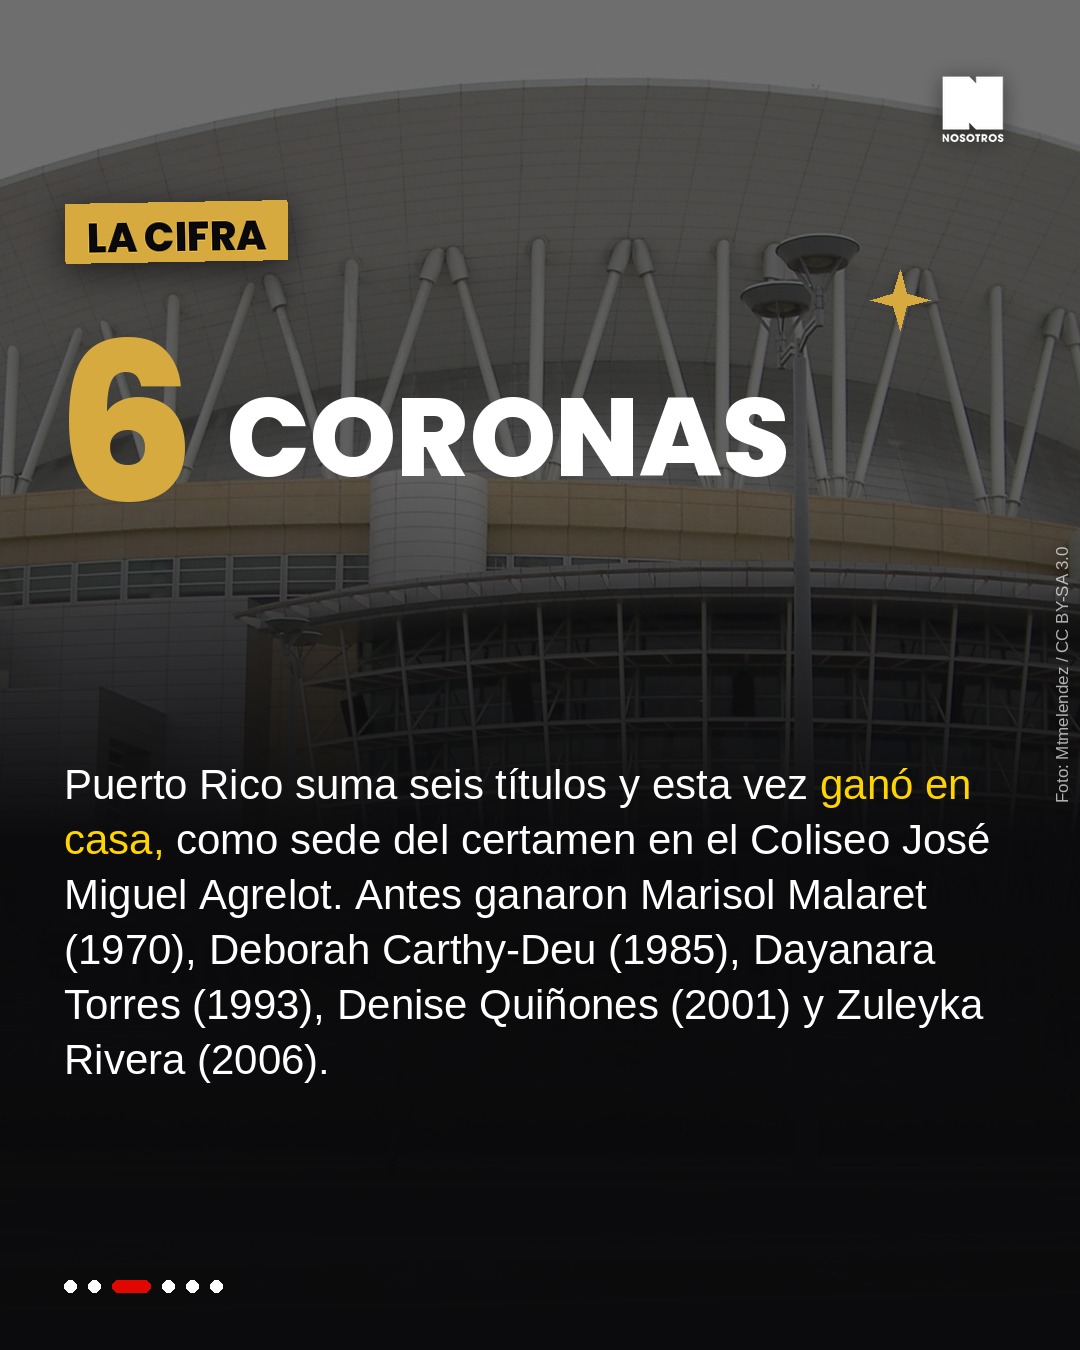 NOSOTROS
LA CIFRA
6 CORONAS
Puerto Rico suma seis títulos y esta vez ganó en
casa, como sede del certamen en el Coliseo José
Miguel Agrelot. Antes ganaron Marisol Malaret
(1970), Deborah Carthy-Deu (1985), Dayanara
Torres (1993), Denise Quiñones (2001) y Zuleyka
Rivera (2006).
Foto: Mtmelendez / CC BY-SA 3.0